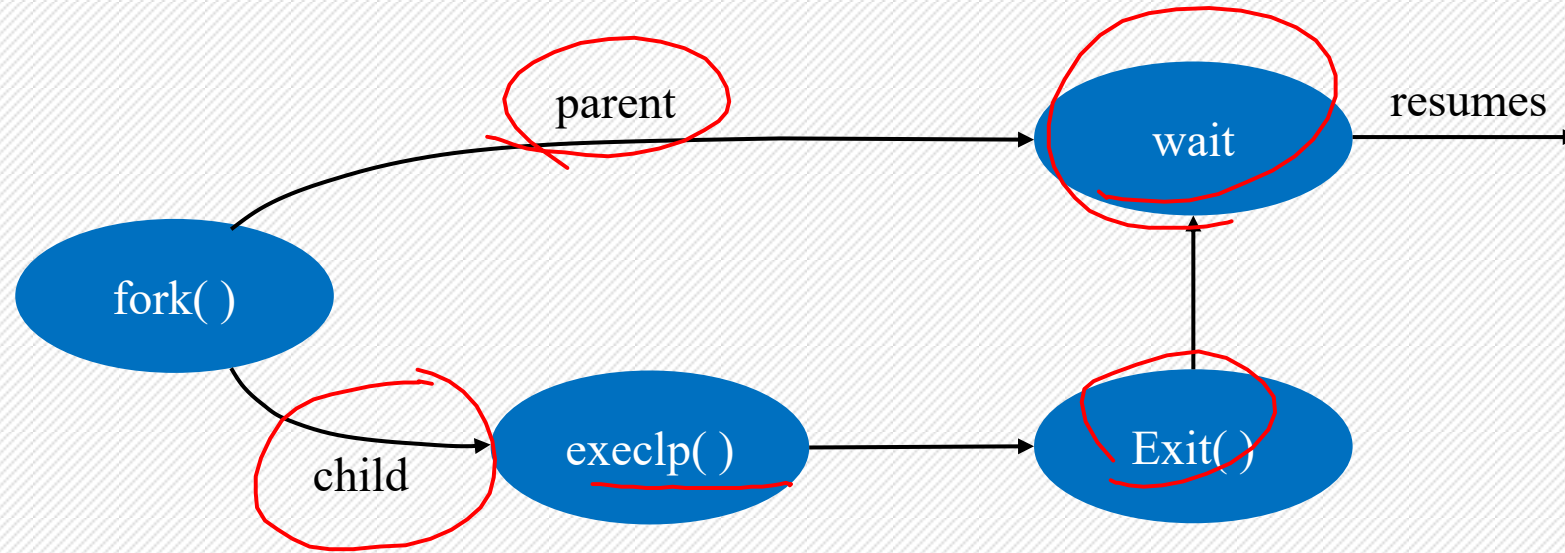 parent
resumes
wait
fork( )
child
execlp( )
Exit( )